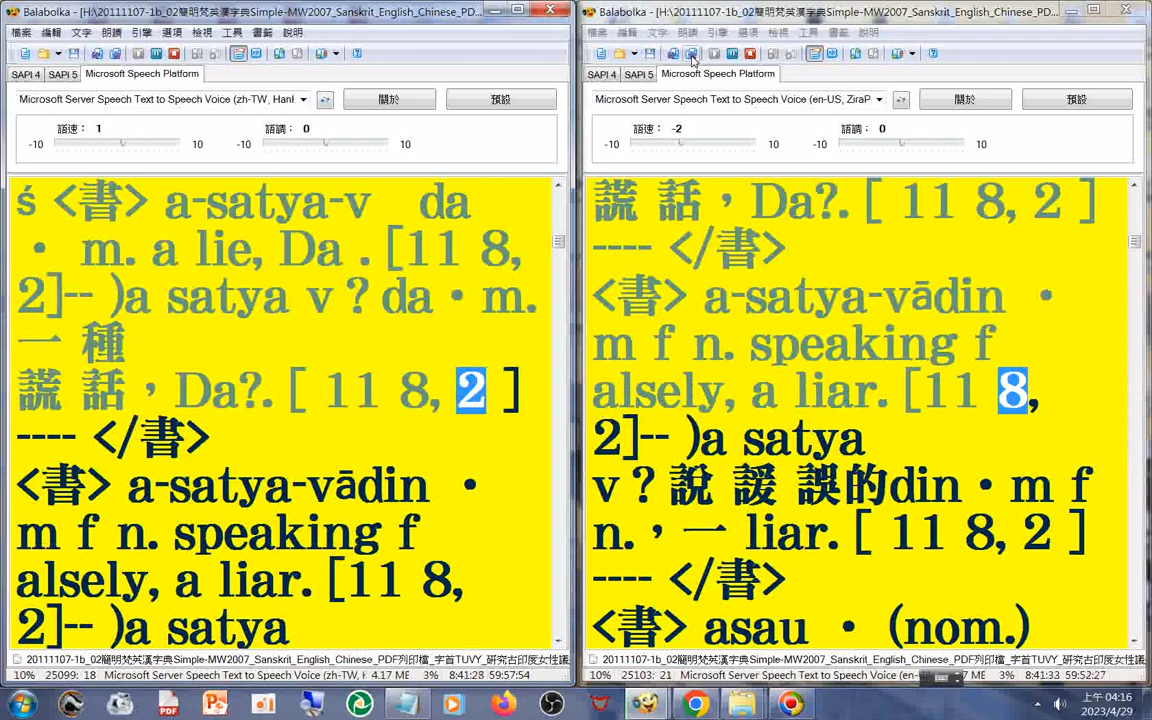 Balabolka - [H:\20111107-1b_02簡明梵英漢字典Simple-MW2007_Sanskrit_English_Chinese_PD...
檔案 編輯 文字 朗讀 引擎 選項 檢視 工具 書籤 說明
SAPI 4 SAPI 5 Microsoft Speech Platform
Microsoft Server Speech Text to Speech Voice (zh-TW, Hanl
關於 預設
語速： 1 語調： 0
-10 10 -10 10
ś <書> a-satya-v da
• m. a lie, Da . [11 8,
2]-- )a satya v ? da • m.
一 種
謊 話，Da?. [ 11 8, 2 ]
---- </書>
<書> a-satya-vādin •
m f n. speaking f
alsely, a liar. [11 8,
2]-- )a satya
20111107-1b_02簡明梵英漢字典Simple-MW2007_Sanskrit_English_Chinese_PDF列印檔_字首TUVY_研究古印度女性議
10% 25099: 18 Microsoft Server Speech Text to Speech Voice (zh-TW, 4.17 MB 3% 8:41:28 59:57:54
Balabolka - [H:\20111107-1b_02簡明梵英漢字典Simple-MW2007_Sanskrit_English_Chinese_PD...
檔案 編輯 文字 朗讀 引擎 選項 檢視 工具 書籤 說明
SAPI 4 SAPI 5 Microsoft Speech Platform
Microsoft Server Speech Text to Speech Voice (en-US, ZiraP
關於 預設
語速： -2 語調： 0
-10 10 -10 10
謊 話，Da?. [ 11 8, 2 ]
---- </書>
<書> a-satya-vādin •
m f n. speaking f
alsely, a liar. [11 8,
2]-- )a satya
v ? 說 謊 誤的din • m f
n.，一 liar. [ 11 8, 2 ]
---- </書>
<書> asau • (nom.)
20111107-1b_02簡明梵英漢字典Simple-MW2007_Sanskrit_English_Chinese_PDF列印檔_字首TUVY_研究古印度女性議
10% 25103: 21 Microsoft Server Speech Text to Speech Voice (en- 4.17 MB 3% 8:41:33 59:52:27
上午 04:16
2023/4/29